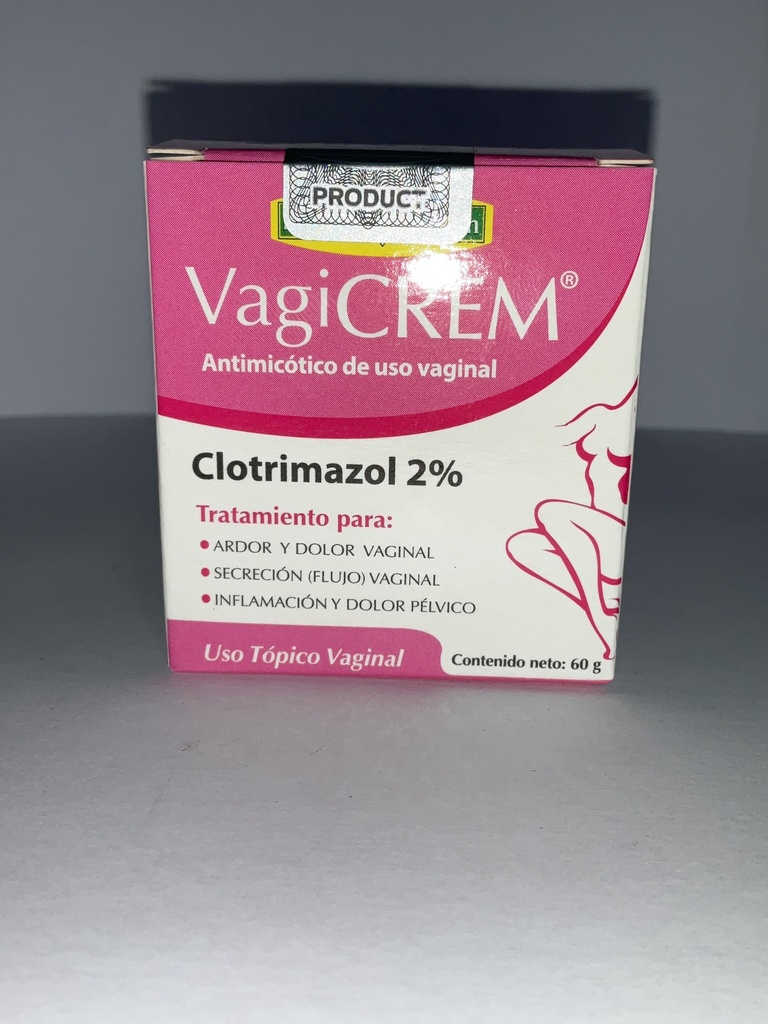 PRODUCT
VagiCREM®
Antimicótico de uso vaginal
Clotrimazol 2%
Tratamiento para:
• ARDOR Y DOLOR VAGINAL
• SECRECIÓN (FLUJO) VAGINAL
• INFLAMACIÓN Y DOLOR PÉLVICO
Uso Tópico Vaginal
Contenido neto: 60 g